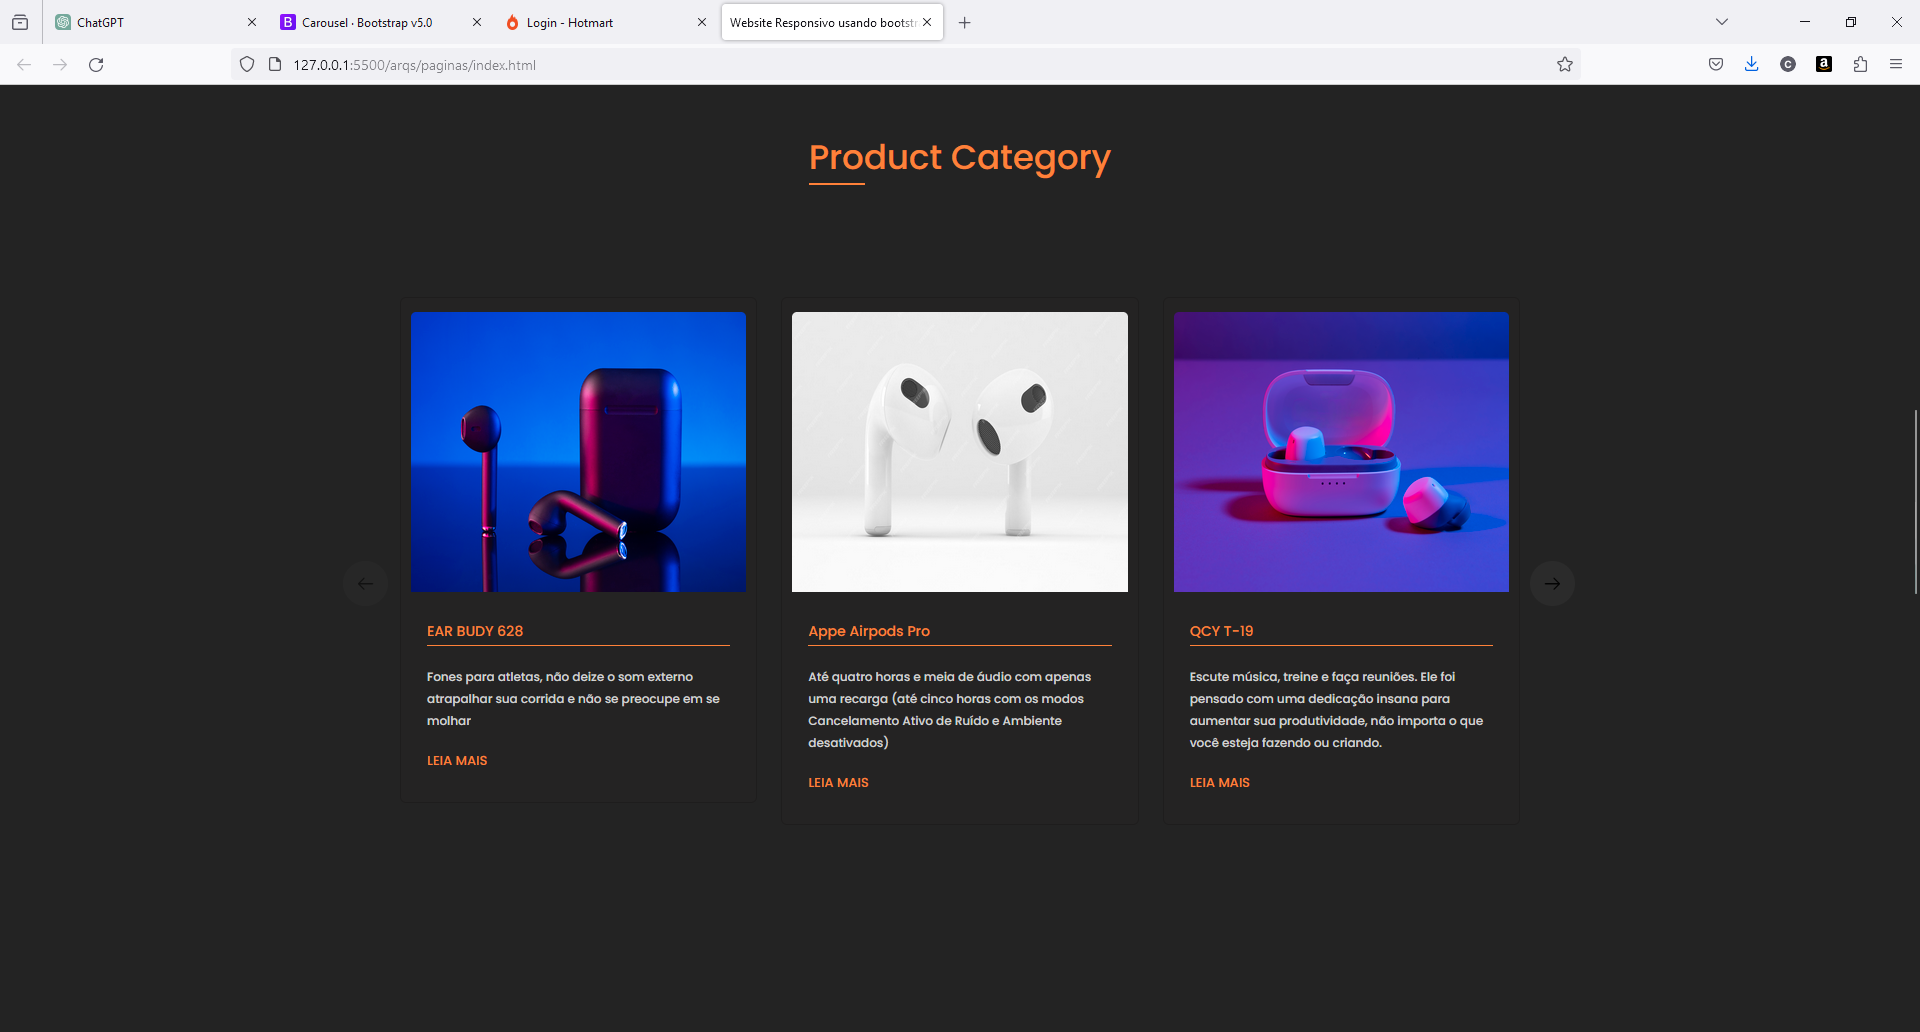 ChatGPT
Carousel · Bootstrap v5.0
Login - Hotmart
Website Responsivo usando bootstr
127.0.0.1:5500/arqs/paginas/index.html
Product Category
EAR BUDY 628
Fones para atletas, não deize o som externo
atrapalhar sua corrida e não se preocupe em se
molhar
LEIA MAIS
Appe Airpods Pro
Até quatro horas e meia de áudio com apenas
uma recarga (até cinco horas com os modos
Cancelamento Ativo de Ruído e Ambiente
desativados)
LEIA MAIS
QCY T-19
Escute música, treine e faça reuniões. Ele foi
pensado com uma dedicação insana para
aumentar sua produtividade, não importa o que
você esteja fazendo ou criando.
LEIA MAIS